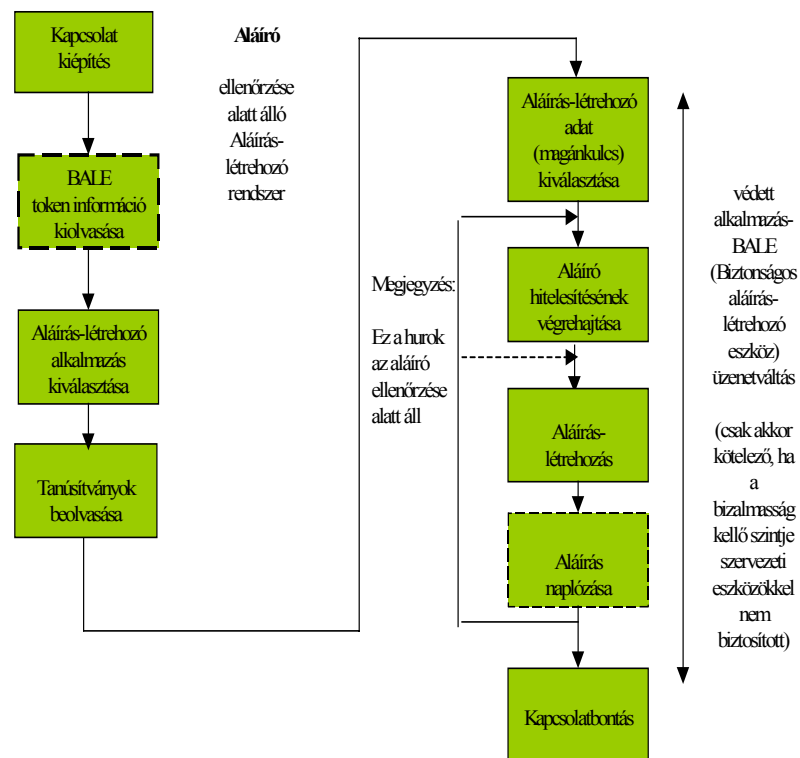 Kapcsolat
kiépítés
BALE
token információ
kiolvasása
Aláírás-létrehozó
alkalmazás
kiválasztása
Tanúsítványok
beolvasása
Aláíró
ellenőrzése
alatt álló
Aláírás-
létrehozó
rendszer
Aláírás-létrehozó
adat
(magánkulcs)
kiválasztása
Aláíró
hitelesítésének
végrehajtása
Aláírás-
létrehozás
Aláírás
naplózása
Kapcsolatbontás
Megjegyzés:
Ez a hurok
az aláíró
ellenőrzése
alatt áll
védett
alkalmazás-
BALE
(Biztonságos
aláírás-
létrehozó
eszköz)
üzenetváltás
(csak akkor
kötelező, ha
a
bizalmasság
kellő szintje
szervezeti
eszközökkel
nem
biztosított)